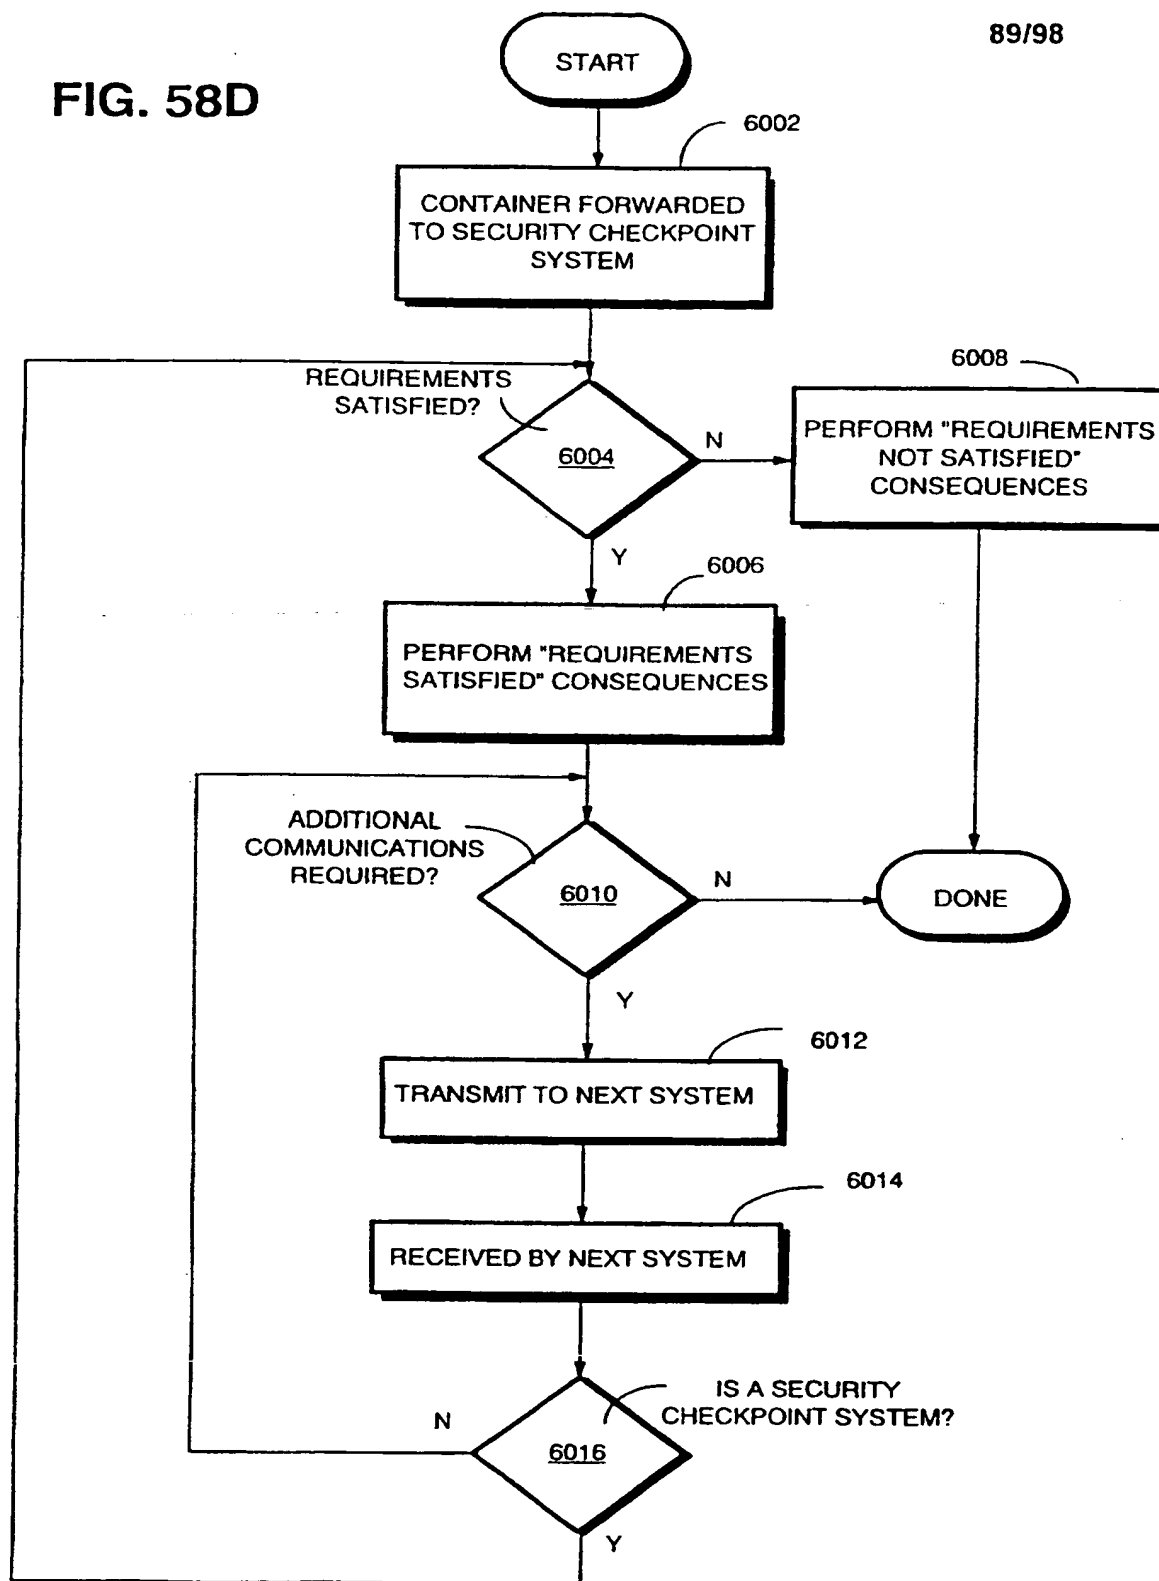 89/98
FIG. 58D
START
6002
CONTAINER FORWARDED
TO SECURITY CHECKPOINT
SYSTEM
REQUIREMENTS
SATISFIED?
6004
N
Y
6008
PERFORM "REQUIREMENTS
NOT SATISFIED"
CONSEQUENCES
6006
PERFORM "REQUIREMENTS
SATISFIED" CONSEQUENCES
ADDITIONAL
COMMUNICATIONS
REQUIRED?
6010
N
DONE
Y
6012
TRANSMIT TO NEXT SYSTEM
6014
RECEIVED BY NEXT SYSTEM
IS A SECURITY
CHECKPOINT SYSTEM?
N
6016
Y